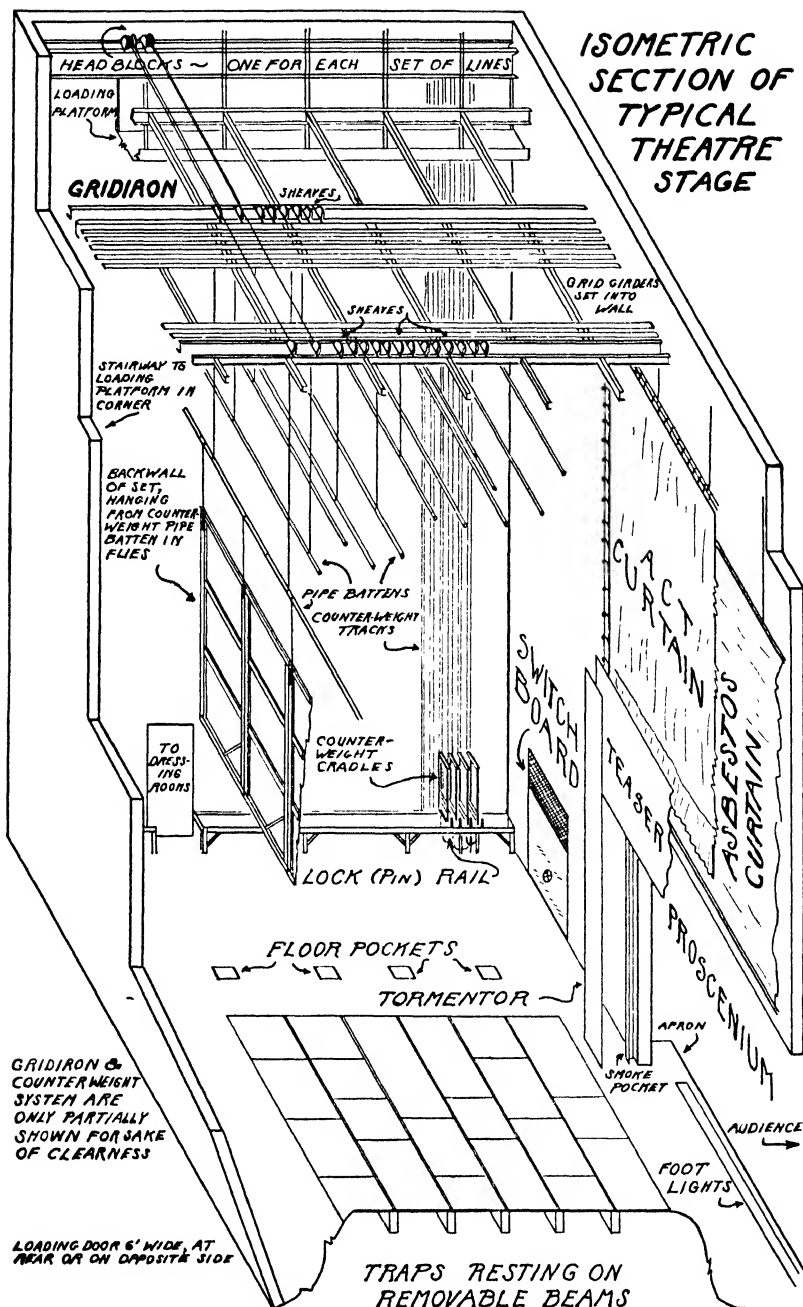 ISOMETRIC
SECTION OF
TYPICAL
THEATRE
STAGE
HEAD BLOCKS ~ ONE FOR EACH SET OF LINES
LOADING
PLATFORM
GRIDIRON
SHEAVES
GRID GIRDERS
SET INTO
WALL
SHEAVES
STAIRWAY TO
LOADING
PLATFORM IN
CORNER
BACKWALL
OF SET,
HANGING
FROM COUNTER-
WEIGHT PIPE
BATTEN IN
FLIES
PIPE BATTENS
COUNTER-WEIGHT
TRACKS
ACT
CURTAIN
ASBESTOS
CURTAIN
SWITCH
BOARD
TEASER
TO
DRESS-
ING
ROOMS
COUNTER-
WEIGHT
CRADLES
LOCK (PIN) RAIL
PROSCENIUM
FLOOR POCKETS
TORMENTOR
APRON
SMOKE
POCKET
GRIDIRON &
COUNTERWEIGHT
SYSTEM ARE
ONLY PARTIALLY
SHOWN FOR SAKE
OF CLEARNESS
AUDIENCE
FOOT
LIGHTS
LOADING DOOR 6' WIDE, AT
REAR OR ON OPPOSITE SIDE
TRAPS RESTING ON
REMOVABLE BEAMS